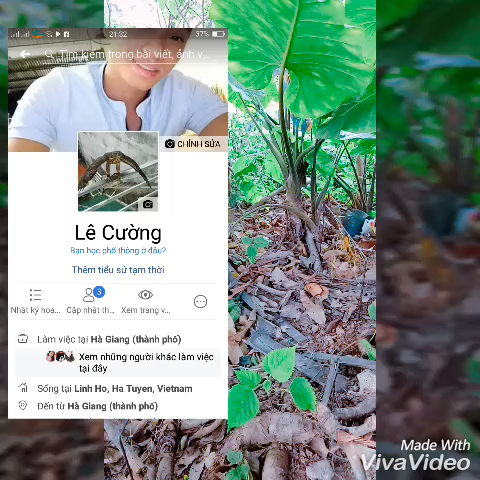 21:32
37%
Tìm kiếm trong bài viết, ảnh v...
CHỈNH SỬA
Lê Cường
Bạn học phổ thông ở đâu?
Thêm tiểu sử tạm thời
3
Nhật ký hoạ...
Cập nhật th...
Xem trang v...
Làm việc tại Hà Giang (thành phố)
Xem những người khác làm việc
tại đây
Sống tại Linh Ho, Ha Tuyen, Vietnam
Đến từ Hà Giang (thành phố)
Made With
VivaVideo